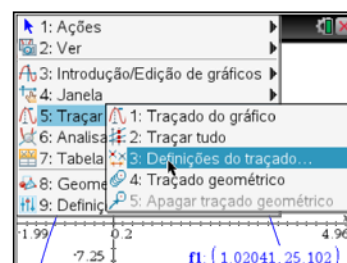 1: Ações
2: Ver
3: Introdução/Edição de gráficos
4: Janela
5: Traçar
6: Analisa
7: Tabela
8: Geome
9: Definiç
1: Traçado do gráfico
2: Traçar tudo
3: Definições do traçado...
4: Traçado geométrico
5: Apagar traçado geométrico
-1.99
0.2
4.96
-7.25
f1: (1.02041, 25.102)